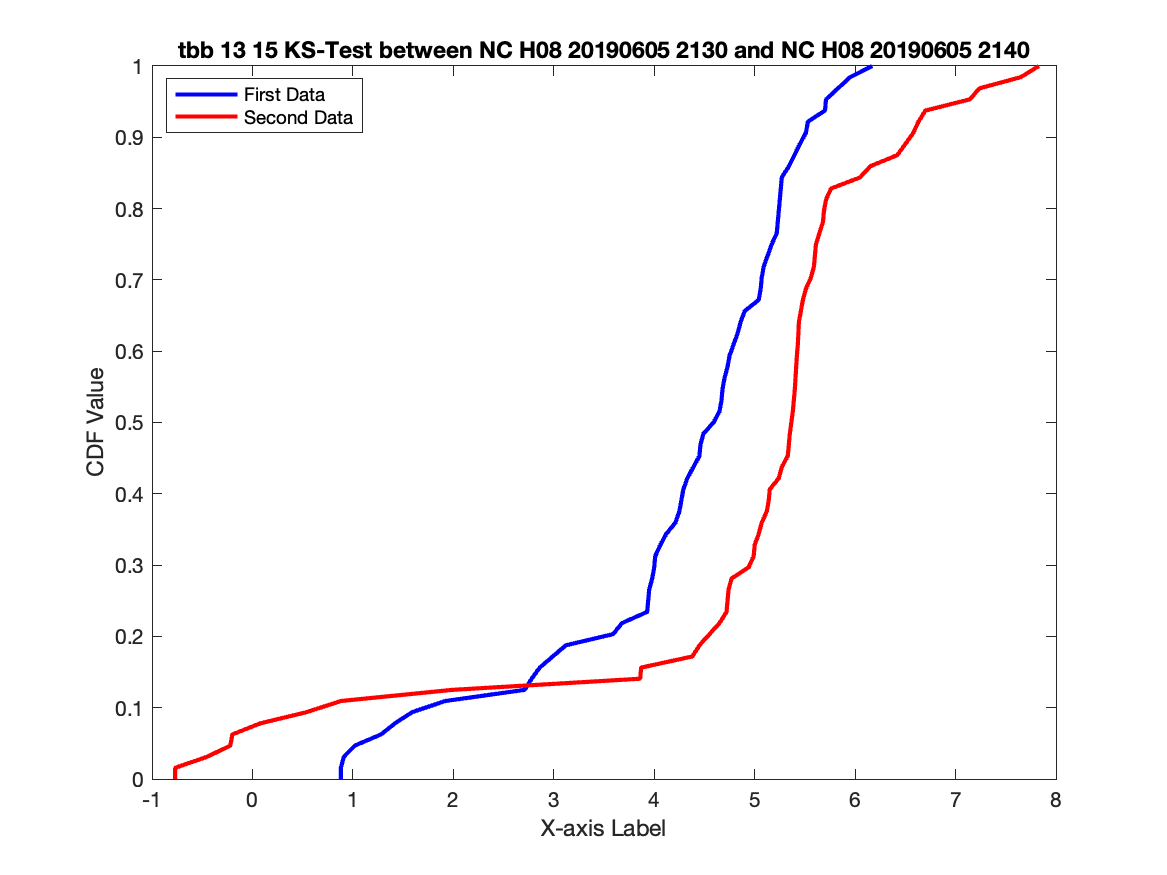 tbb 13 15 KS-Test between NC H08 20190605 2130 and NC H08 20190605 2140
First Data
Second Data
CDF Value
1
0.9
0.8
0.7
0.6
0.5
0.4
0.3
0.2
0.1
0
-1 0 1 2 3 4 5 6 7 8
X-axis Label